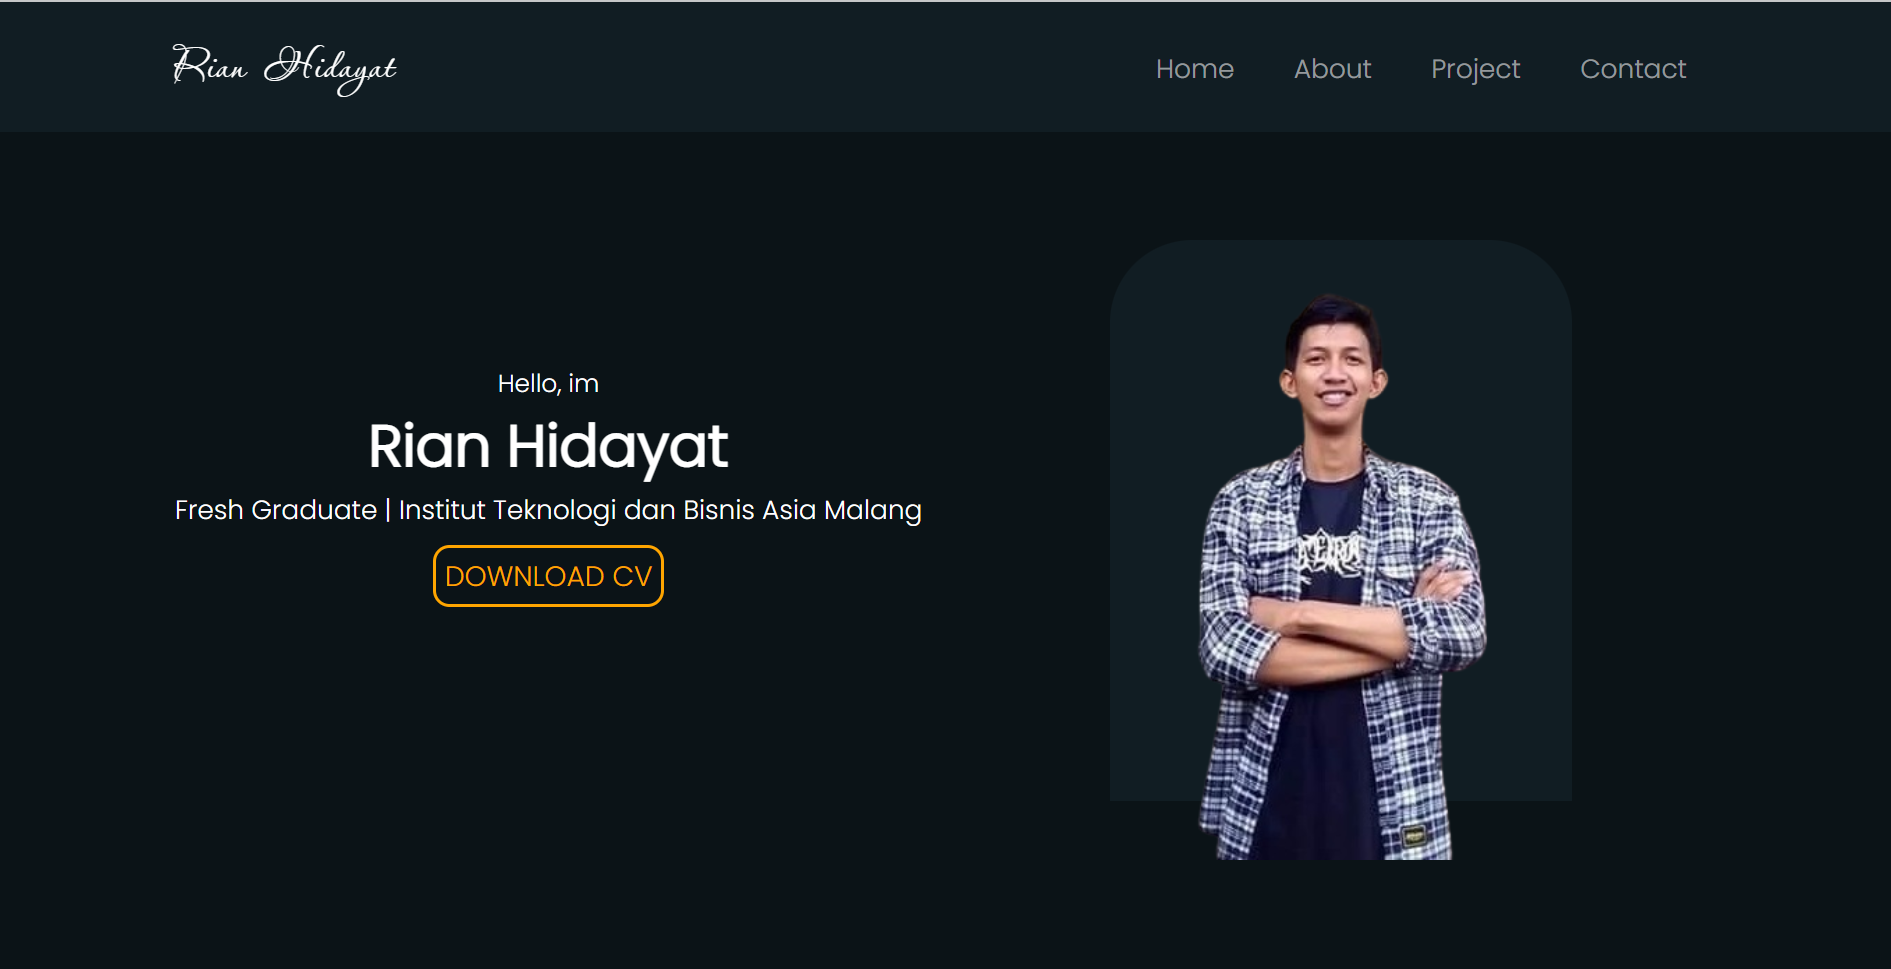 Rian Hidayat
Home About Project Contact
Hello, im
Rian Hidayat
Fresh Graduate | Institut Teknologi dan Bisnis Asia Malang
DOWNLOAD CV